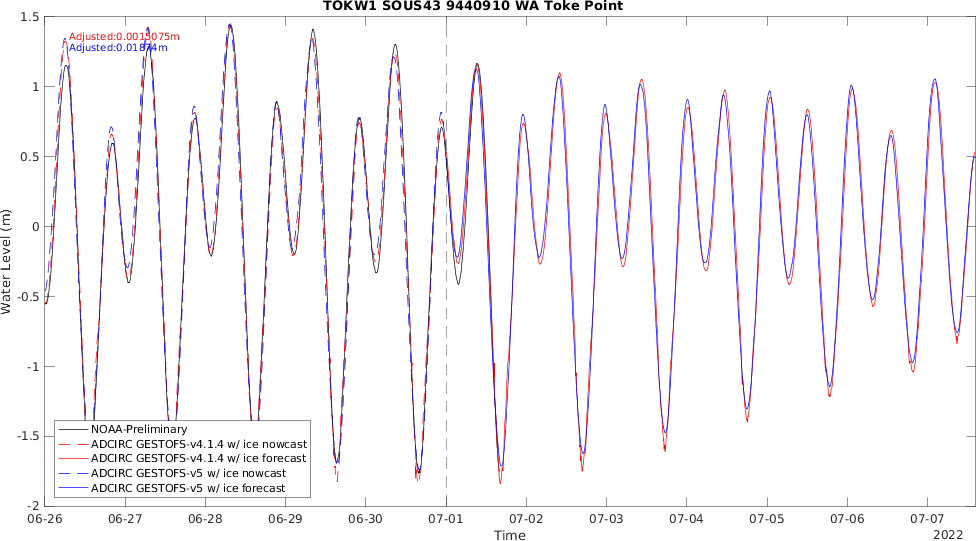 TOKW1 SOUS43 9440910 WA Toke Point
Adjusted:0.0015075m
Adjusted:0.01874m
1.5
1
0.5
0
-0.5
-1
-1.5
-2
Water Level (m)
NOAA-Preliminary
ADCIRC GESTOFS-v4.1.4 w/ ice nowcast
ADCIRC GESTOFS-v4.1.4 w/ ice forecast
ADCIRC GESTOFS-v5 w/ ice nowcast
ADCIRC GESTOFS-v5 w/ ice forecast
06-26 06-27 06-28 06-29 06-30 07-01 07-02 07-03 07-04 07-05 07-06 07-07
Time
2022